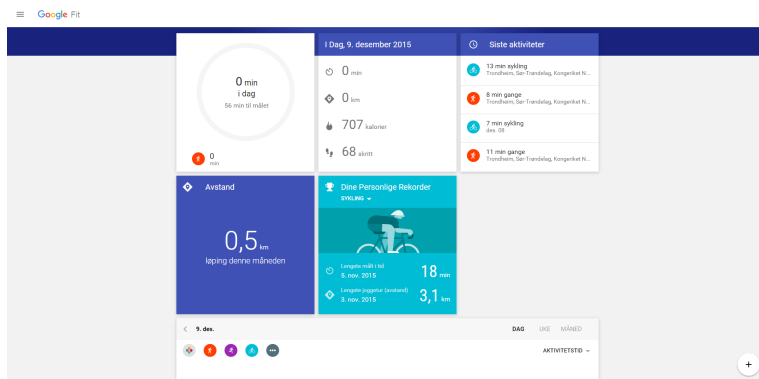 Google Fit
0 min
i dag
56 min til målet
0
min
I Dag, 9. desember 2015
0 min
0 km
707 kalorier
68 skritt
Siste aktiviteter
13 min sykling
Trondheim, Sør-Trøndelag, Kongeriket N...
8 min gange
Trondheim, Sør-Trøndelag, Kongeriket N...
7 min sykling
des. 08
11 min gange
Trondheim, Sør-Trøndelag, Kongeriket N...
Avstand
0,5 km
løping denne måneden
Dine Personlige Rekorder
SYKLING
Lengste målt i tid
5. nov. 2015
18 min
Lengste joggetur (avstand)
3. nov. 2015
3,1 km
9. des.
DAG UKE MÅNED
AKTIVITETSTID